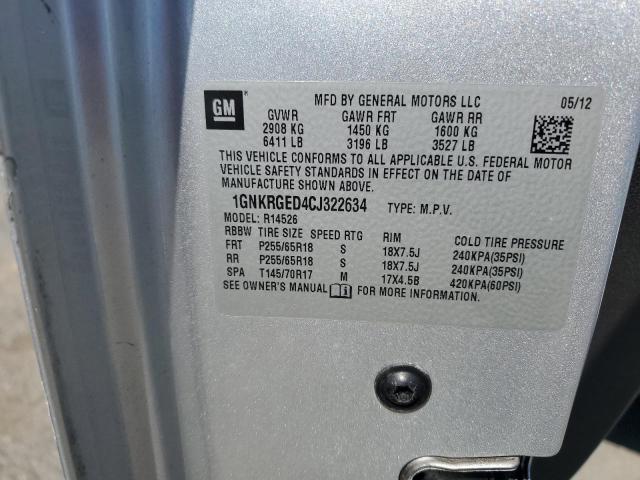 GM
MFD BY GENERAL MOTORS LLC 05/12
GVWR GAWR FRT GAWR RR
2908 KG 1450 KG 1600 KG
6411 LB 3196 LB 3527 LB
THIS VEHICLE CONFORMS TO ALL APPLICABLE U.S. FEDERAL MOTOR
VEHICLE SAFETY STANDARDS IN EFFECT ON THE DATE OF
MANUFACTURE SHOWN ABOVE.
1GNKRGED4CJ322634 TYPE: M.P.V.
MODEL: R14526
RBBW TIRE SIZE SPEED RTG RIM COLD TIRE PRESSURE
FRT P255/65R18 S 18X7.5J 240KPA(35PSI)
RR P255/65R18 S 18X7.5J 240KPA(35PSI)
SPA T145/70R17 M 17X4.5B 420KPA(60PSI)
SEE OWNER'S MANUAL FOR MORE INFORMATION.